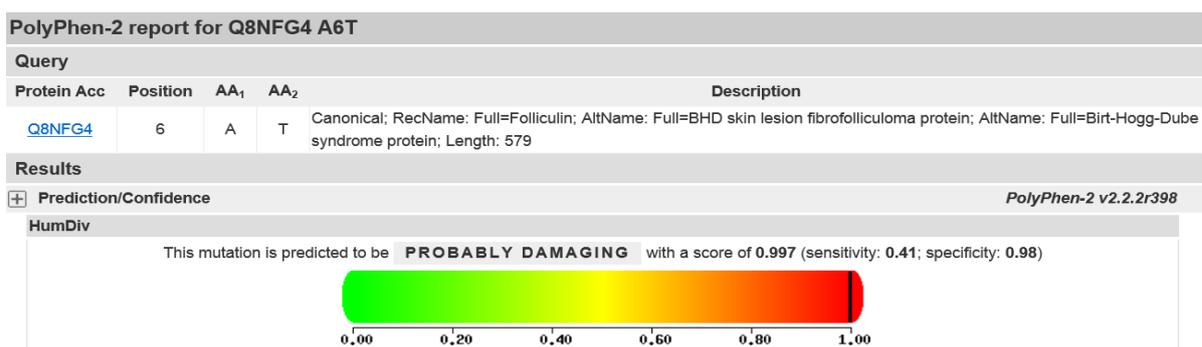 PolyPhen-2 report for Q8NFG4 A6T
Query
Protein Acc Position AA₁ AA₂ Description
Q8NFG4 6 A T Canonical; RecName: Full=Folliculin; AltName: Full=BHD skin lesion fibrofolliculoma protein; AltName: Full=Birt-Hogg-Dube
syndrome protein; Length: 579
Results
+ Prediction/Confidence PolyPhen-2 v2.2.2r398
HumDiv
This mutation is predicted to be PROBABLY DAMAGING with a score of 0.997 (sensitivity: 0.41; specificity: 0.98)
0.00 0.20 0.40 0.60 0.80 1.00